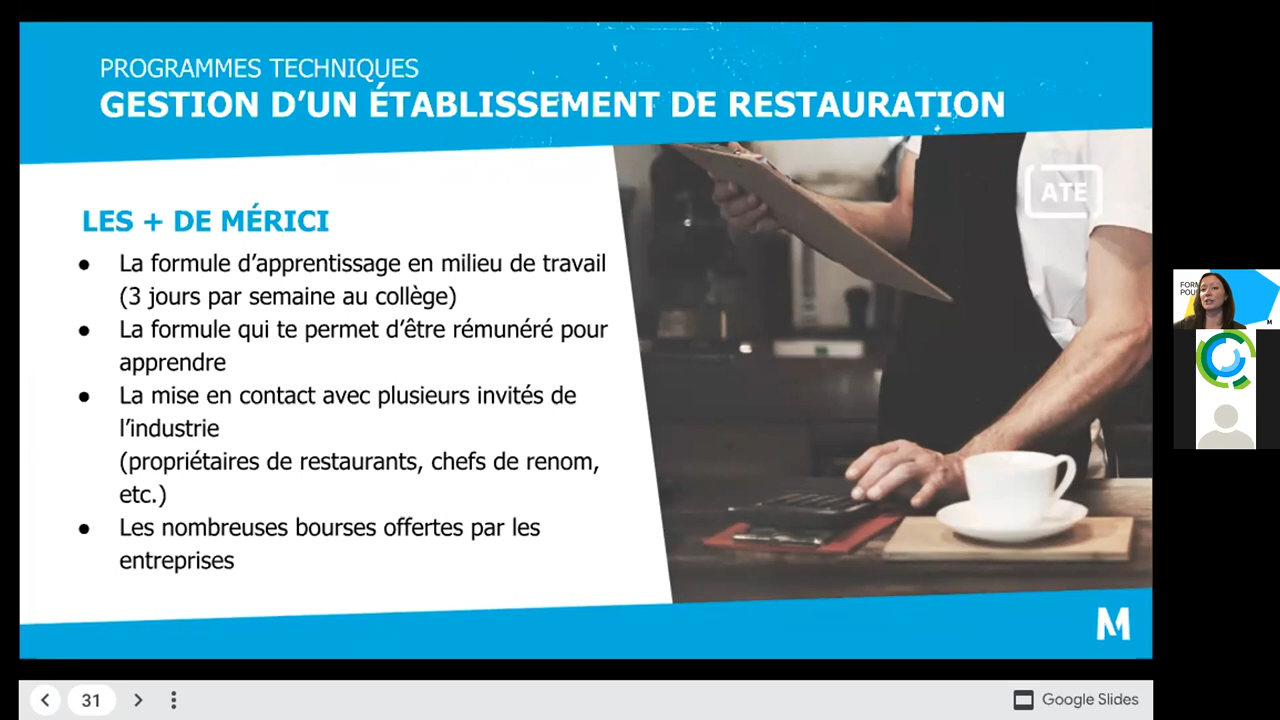 PROGRAMMES TECHNIQUES
GESTION D'UN ÉTABLISSEMENT DE RESTAURATION
ATE
LES + DE MÉRICI
● La formule d'apprentissage en milieu de travail
(3 jours par semaine au collège)
● La formule qui te permet d'être rémunéré pour
apprendre
● La mise en contact avec plusieurs invités de
l'industrie
(propriétaires de restaurants, chefs de renom,
etc.)
● Les nombreuses bourses offertes par les
entreprises
M
31
Google Slides